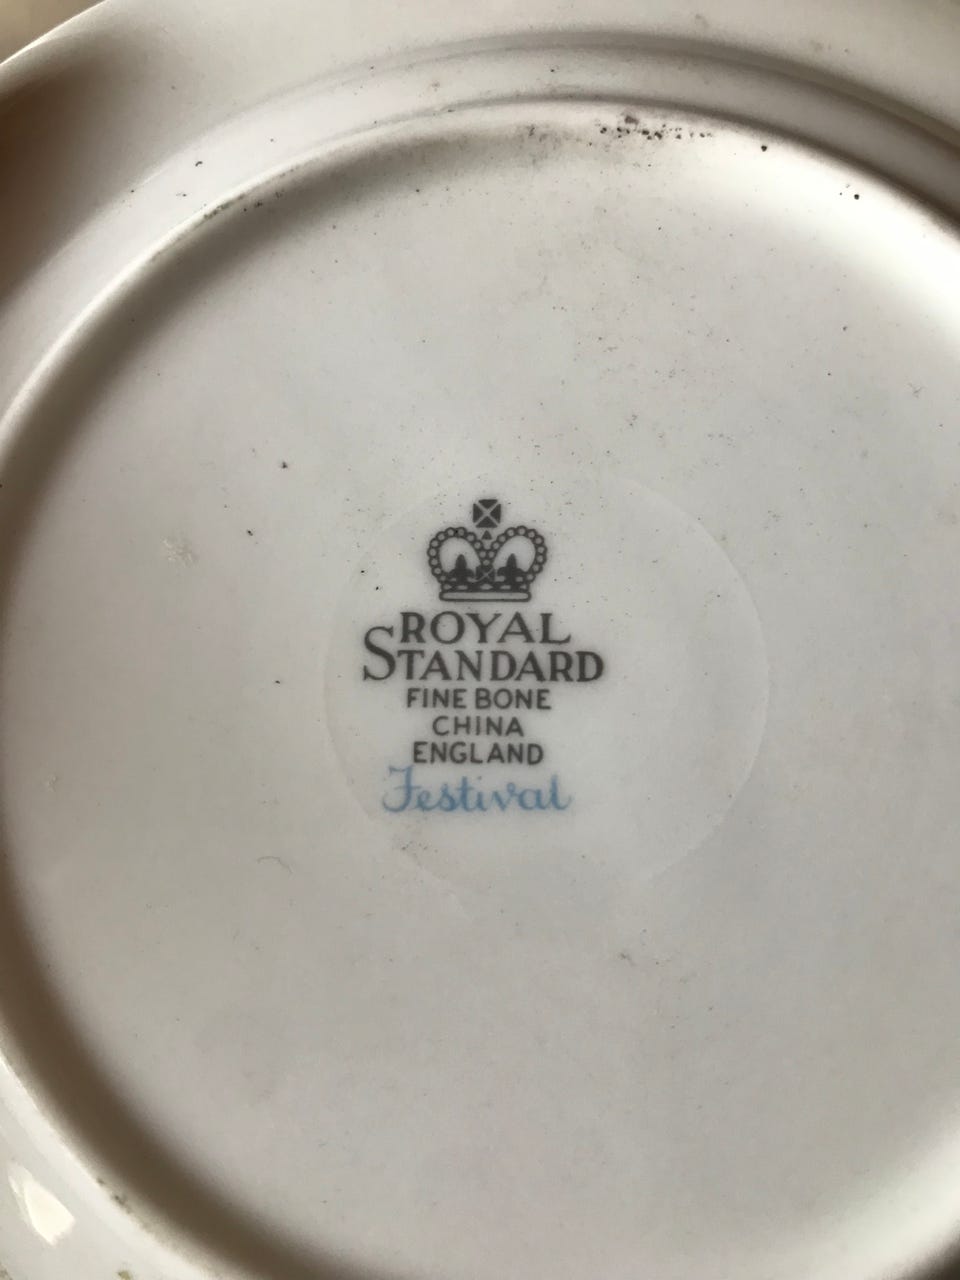 ROYAL
STANDARD
FINE BONE
CHINA
ENGLAND
Festival